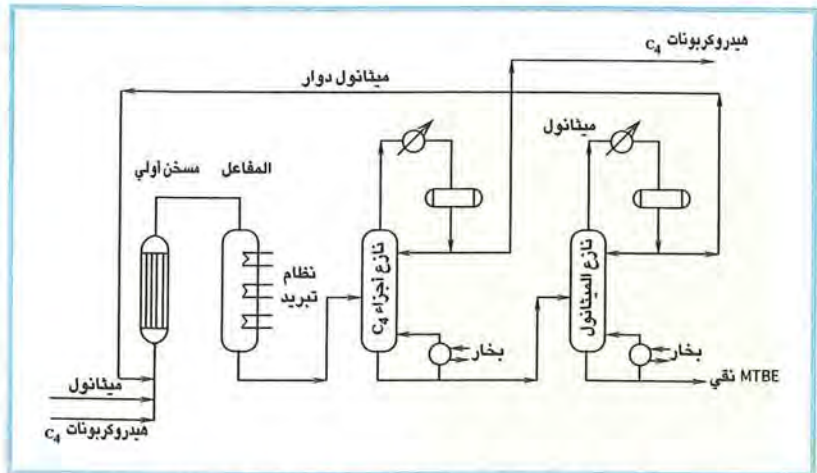 هيدروكربونات C₄
ميثانول دوار
ميثانول
المفاعل
مسخن أولي
نظام
تبريد
نازع أجزاء C₄
نازع الميثانول
بخار
بخار
ميثانول
هيدروكربونات C₄
MTBE نقي